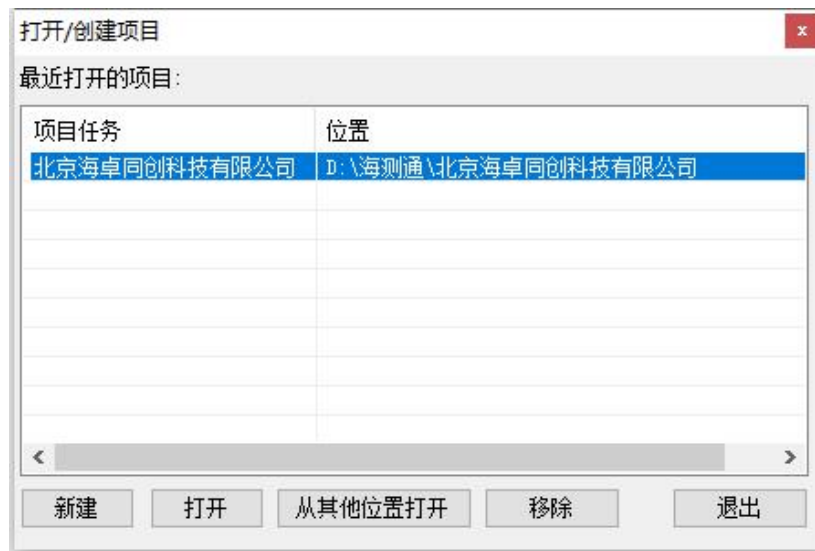 打开/创建项目
x
最近打开的项目:
项目任务 位置
北京海卓同创科技有限公司 D:\海测通\北京海卓同创科技有限公司
新建 打开 从其他位置打开 移除 退出